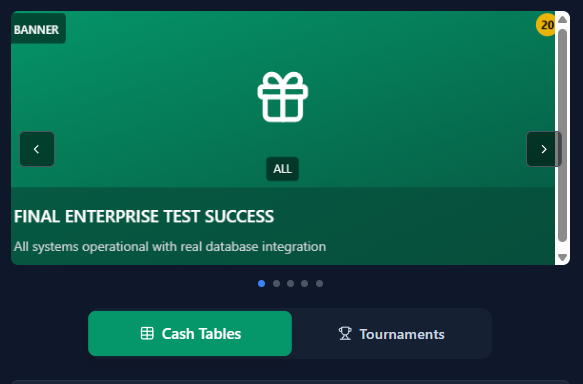 BANNER
20
ALL
FINAL ENTERPRISE TEST SUCCESS
All systems operational with real database integration
Cash Tables
Tournaments